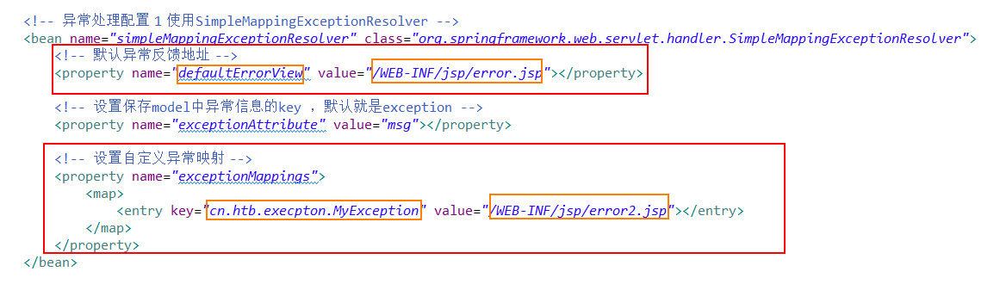 <!-- 异常处理配置 1 使用SimpleMappingExceptionResolver -->
<bean name="simpleMappingExceptionResolver" class="org.springframework.web.servlet.handler.SimpleMappingExceptionResolver">
<!-- 默认异常反馈地址 -->
<property name="defaultErrorView" value="/WEB-INF/jsp/error.jsp"></property>
<!-- 设置保存model中异常信息的key ，默认就是exception -->
<property name="exceptionAttribute" value="msg"></property>
<!-- 设置自定义异常映射 -->
<property name="exceptionMappings">
<map>
<entry key="cn.htb.execpton.MyException" value="/WEB-INF/jsp/error2.jsp"></entry>
</map>
</property>
</bean>